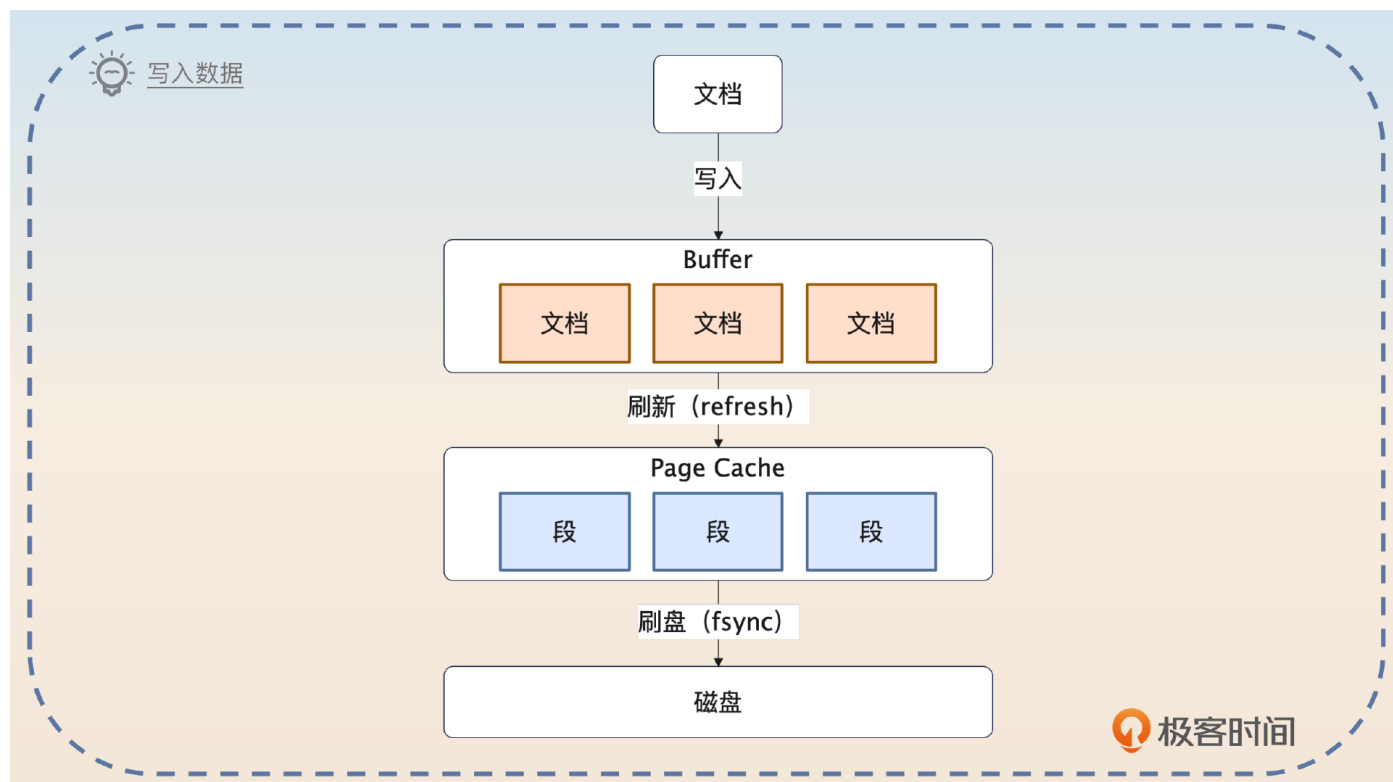 写入数据
文档
写入
Buffer
文档 文档 文档
刷新（refresh）
Page Cache
段 段 段
刷盘（fsync）
磁盘
极客时间